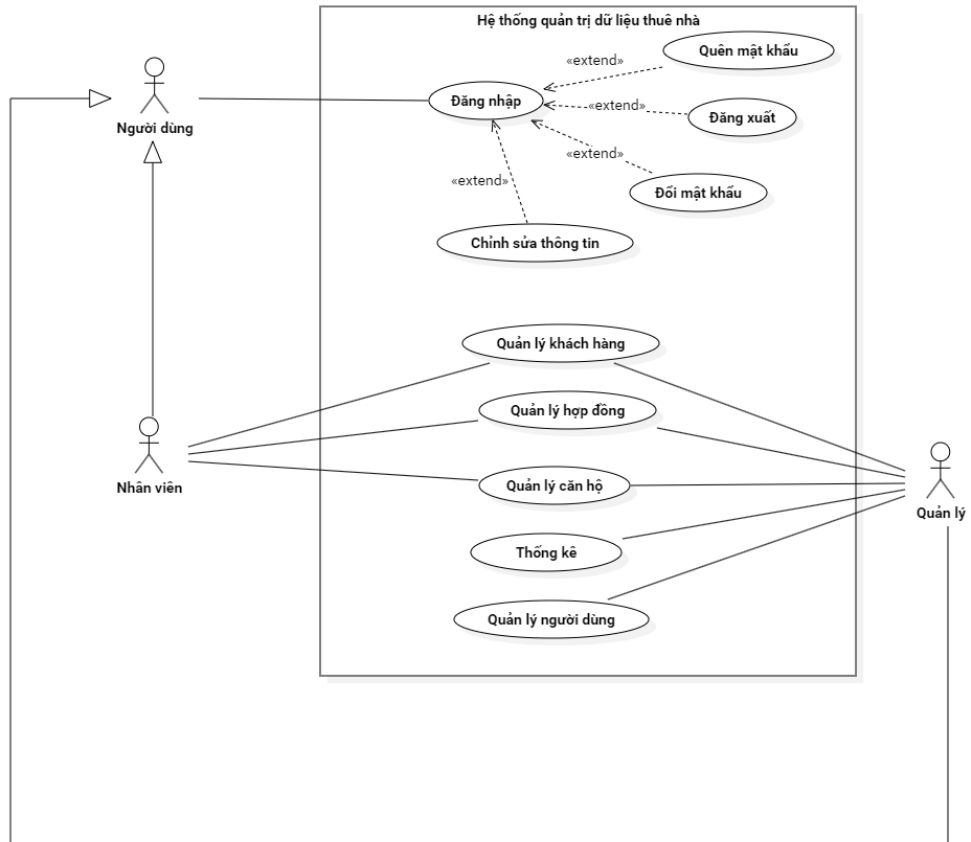 Hệ thống quản trị dữ liệu thuê nhà
Quên mật khẩu
«extend»
Đăng nhập
«extend»
Đăng xuất
Người dùng
«extend»
«extend»
Đổi mật khẩu
Chỉnh sửa thông tin
Quản lý khách hàng
Quản lý hợp đồng
Nhân viên
Quản lý căn hộ
Quản lý
Thống kê
Quản lý người dùng